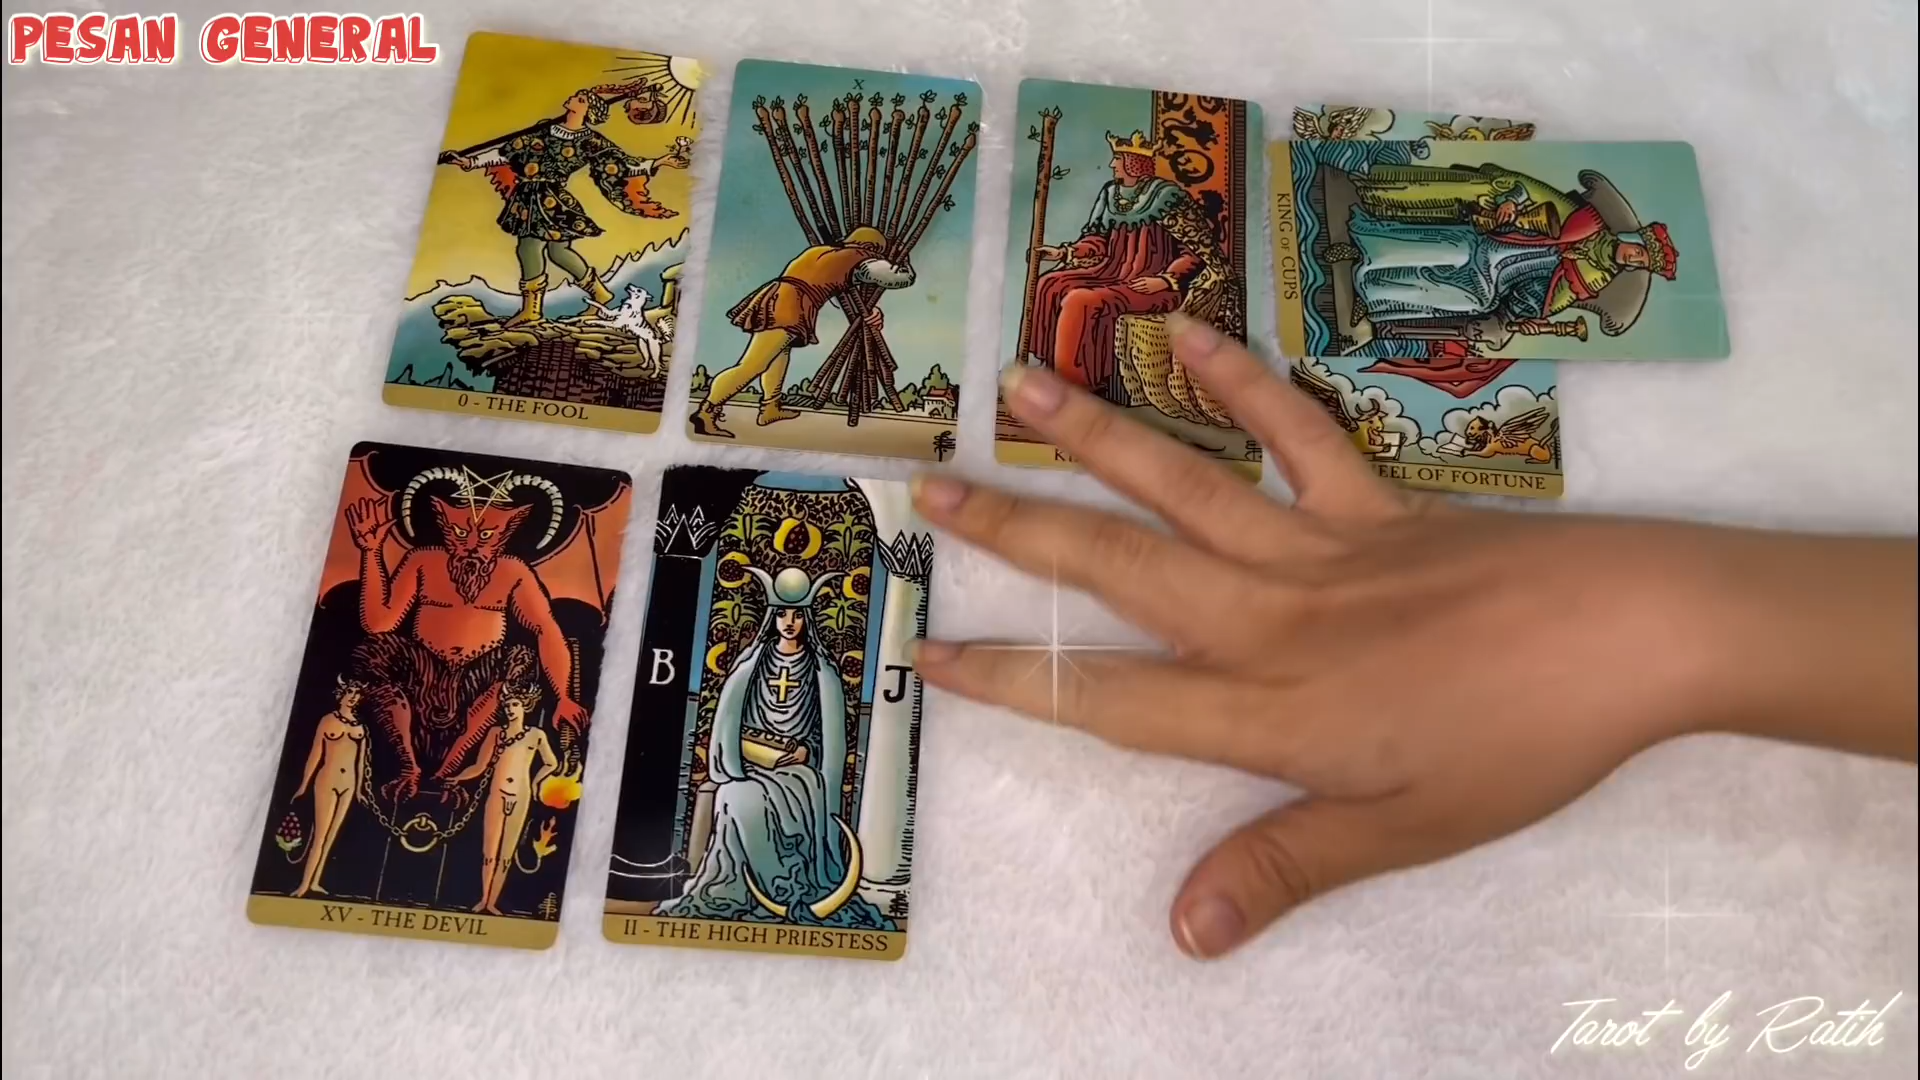 PESAN GENERAL
X
0 - THE FOOL
KING OF CUPS
EEL OF FORTUNE
B
J
XV - THE DEVIL
II - THE HIGH PRIESTESS
Tarot by Ratih